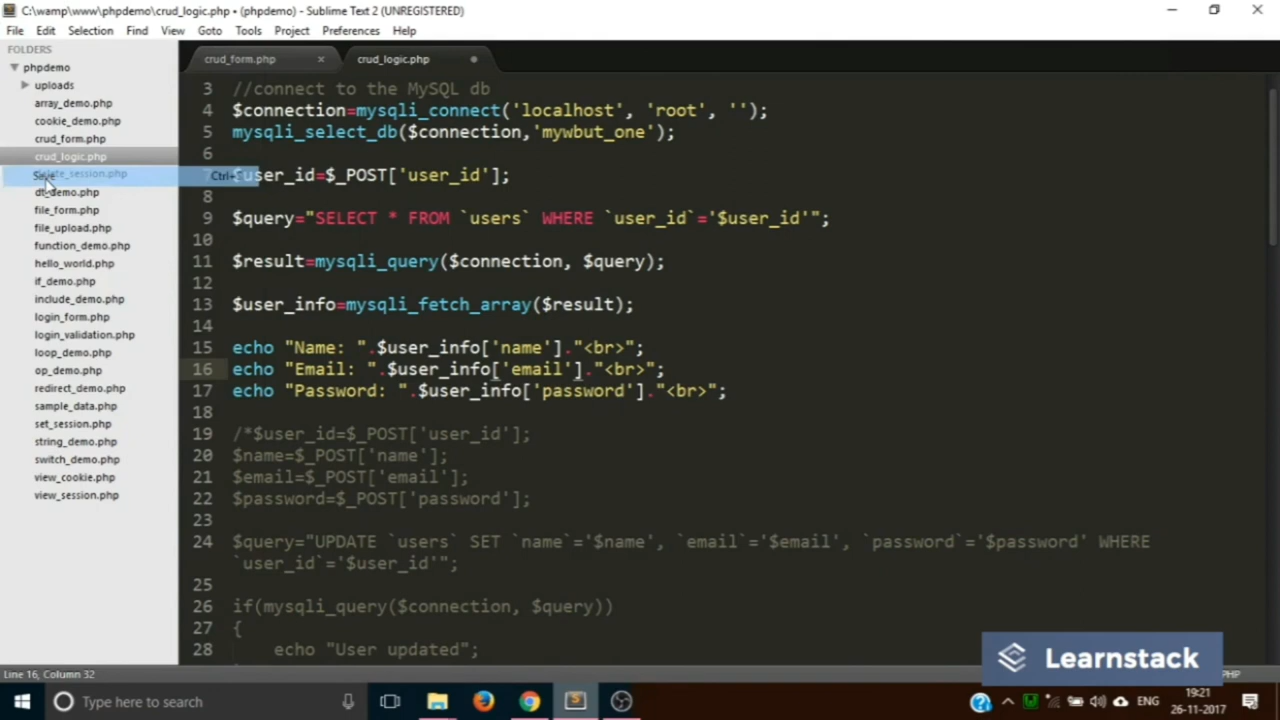 C:\wamp\www\phpdemo\crud_logic.php • (phpdemo) - Sublime Text 2 (UNREGISTERED)
File Edit Selection Find View Goto Tools Project Preferences Help
FOLDERS
phpdemo
uploads
array_demo.php
cookie_demo.php
crud_form.php
crud_logic.php
delete_session.php
Save Ctrl+
dt_demo.php
file_form.php
file_upload.php
function_demo.php
hello_world.php
if_demo.php
include_demo.php
login_form.php
login_validation.php
loop_demo.php
op_demo.php
redirect_demo.php
sample_data.php
set_session.php
string_demo.php
switch_demo.php
view_cookie.php
view_session.php
crud_form.php × crud_logic.php
3 //connect to the MySQL db
4 $connection=mysqli_connect('localhost', 'root', '');
5 mysqli_select_db($connection,'mywbut_one');
6
7 $user_id=$_POST['user_id'];
8
9 $query="SELECT * FROM `users` WHERE `user_id`='$user_id'";
10
11 $result=mysqli_query($connection, $query);
12
13 $user_info=mysqli_fetch_array($result);
14
15 echo "Name: ".$user_info['name']."<br>";
16 echo "Email: ".$user_info['email']."<br>";
17 echo "Password: ".$user_info['password']."<br>";
18
19 /*$user_id=$_POST['user_id'];
20 $name=$_POST['name'];
21 $email=$_POST['email'];
22 $password=$_POST['password'];
23
24 $query="UPDATE `users` SET `name`='$name', `email`='$email', `password`='$password' WHERE
`user_id`='$user_id'";
25
26 if(mysqli_query($connection, $query))
27 {
28 echo "User updated";
Learnstack
Line 16, Column 32
PHP
Type here to search
ENG
19:21
26-11-2017